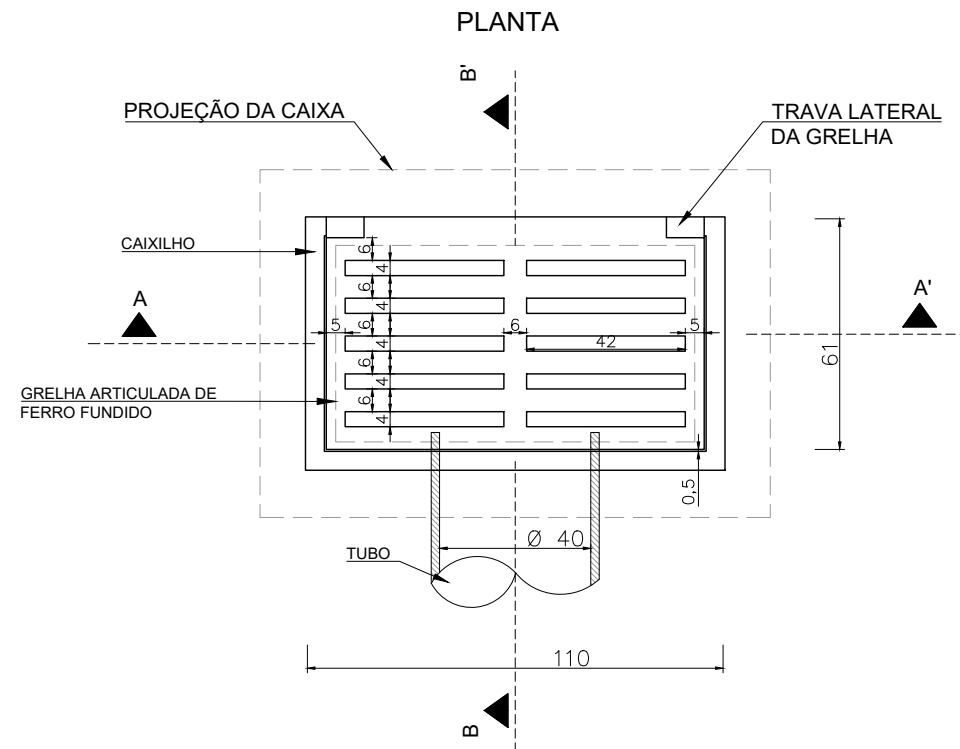 PLANTA
B'
PROJEÇÃO DA CAIXA
TRAVA LATERAL
DA GRELHA
CAIXILHO
6
4
6
4
A
A'
5
6
6
5
4
42
61
6
4
GRELHA ARTICULADA DE
FERRO FUNDIDO
6
4
0,5
Ø 40
TUBO
110
B